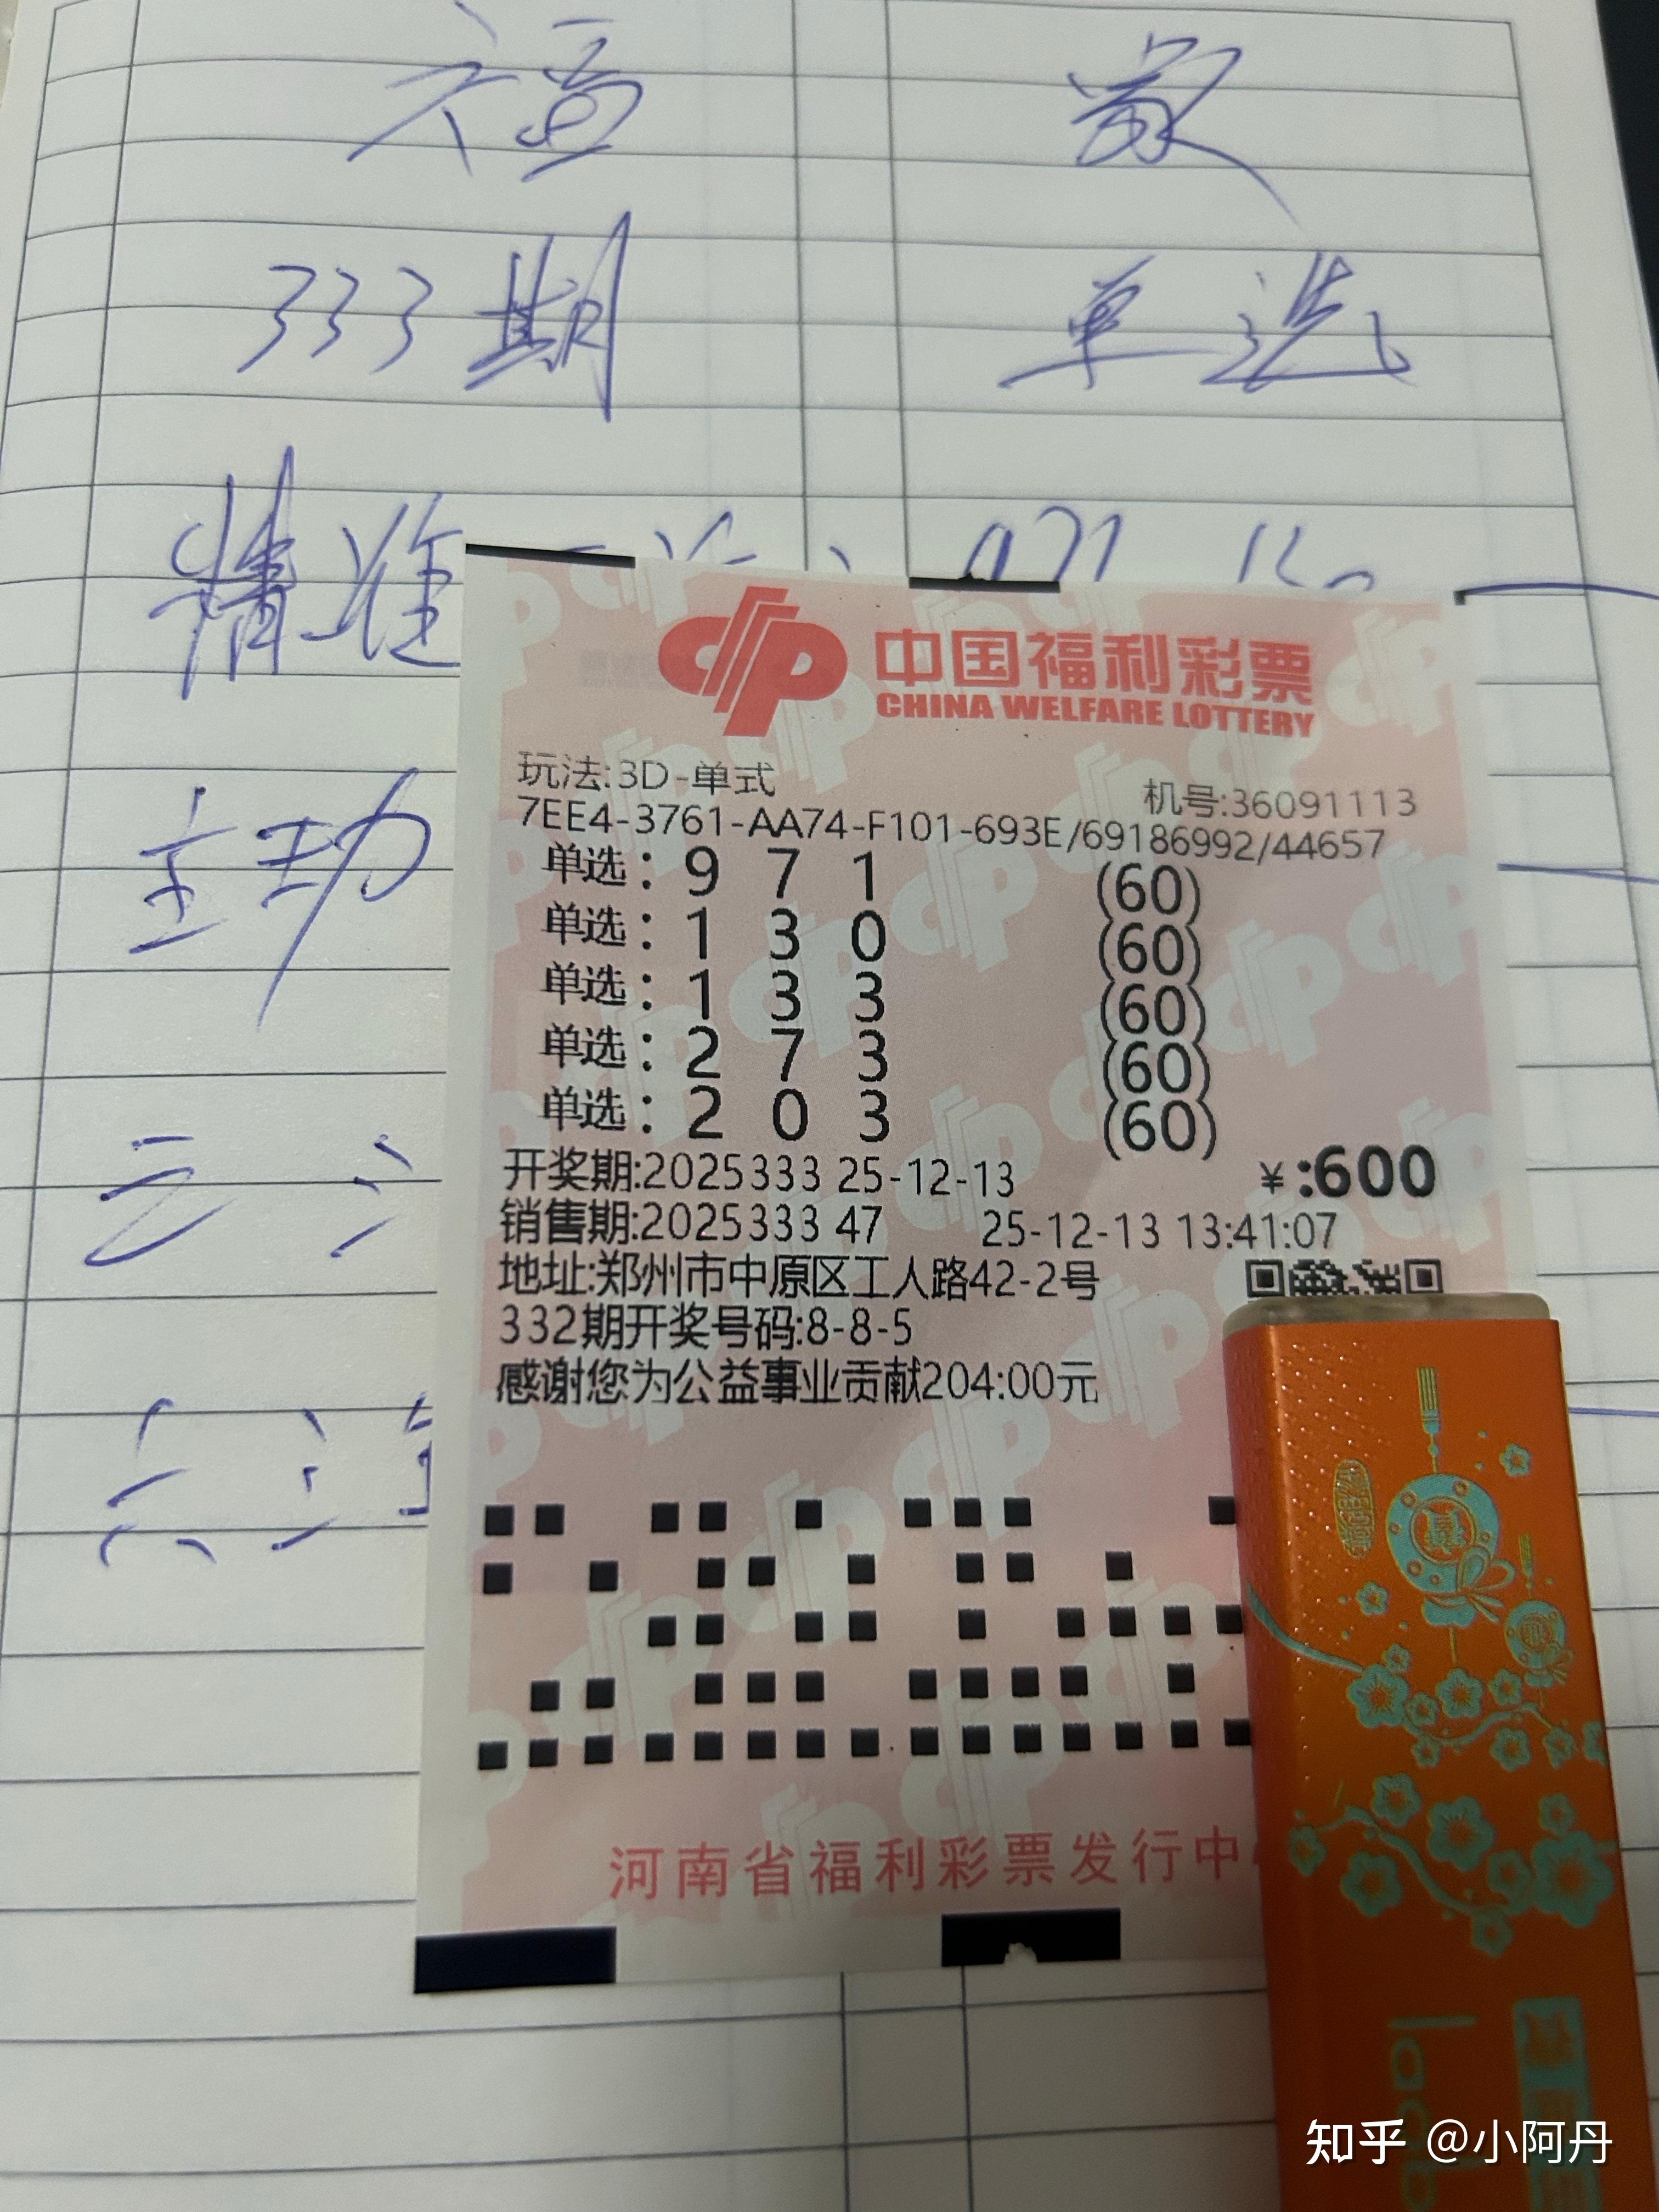 333期
单选
精准
主功
中国福利彩票
CHINA WELFARE LOTTERY
玩法:3D-单式
机号:36091113
7EE4-3761-AA74-F101-693E/69186992/44657
单选: 9 7 1 (60)
单选: 1 3 0 (60)
单选: 1 3 3 (60)
单选: 2 7 3 (60)
单选: 2 0 3 (60)
开奖期:2025333 25-12-13
¥:600
销售期:2025333 47 25-12-13 13:41:07
地址:郑州市中原区工人路42-2号
332期开奖号码:8-8-5
感谢您为公益事业贡献204:00元
河南省福利彩票发行中
知乎 @小阿丹